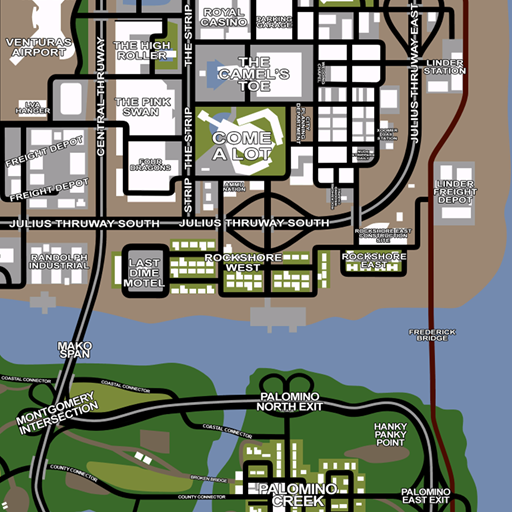 ROYAL
CASINO
PARKING
GARAGE
VENTURAS
AIRPORT
THE HIGH
ROLLER
CENTRAL THRUWAY
THE STRIP
JULIUS THRUWAY EAST
THE
CAMEL'S
TOE
LINDEN
STATION
LVA
HANGER
THE PINK
SWAN
THE STRIP
COME
A LOT
FREIGHT DEPOT
FREIGHT DEPOT
FOUR
DRAGONS
STRIP
AMMU
NATION
LINDEN
FREIGHT
DEPOT
JULIUS THRUWAY SOUTH
JULIUS THRUWAY SOUTH
ROCKSHORE EAST
CONSTRUCTION
SITE
RANDOLPH
INDUSTRIAL
LAST
DIME
MOTEL
ROCKSHORE
WEST
ROCKSHORE
EAST
FREDERICK
BRIDGE
MAKO
SPAN
COASTAL CONNECTOR
COASTAL CONNECTOR
MONTGOMERY
INTERSECTION
PALOMINO
NORTH EXIT
COASTAL CONNECTOR
HANKY
PANKY
POINT
COUNTY CONNECTOR
BROKEN BRIDGE
COUNTY CONNECTOR
PALOMINO
CREEK
PALOMINO
EAST EXIT